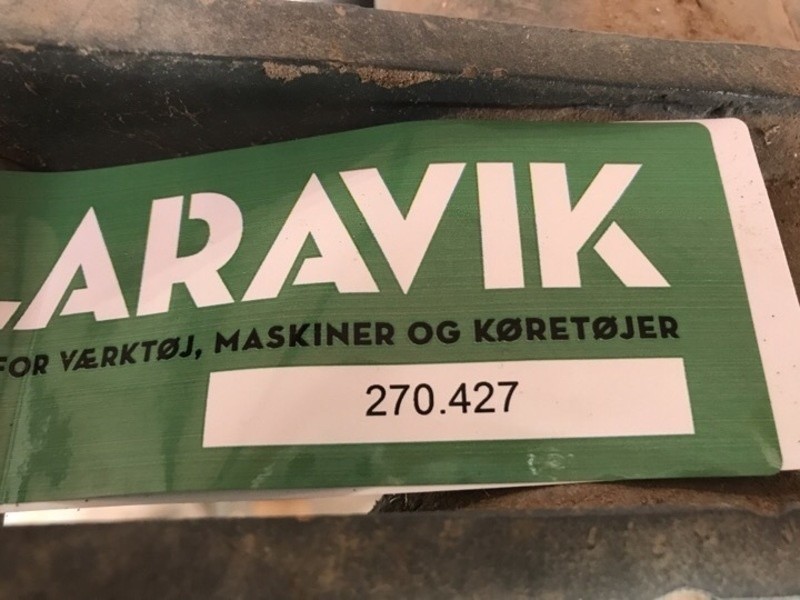 LARAVIK
FOR VÆRKTØJ, MASKINER OG KØRETØJER
270.427